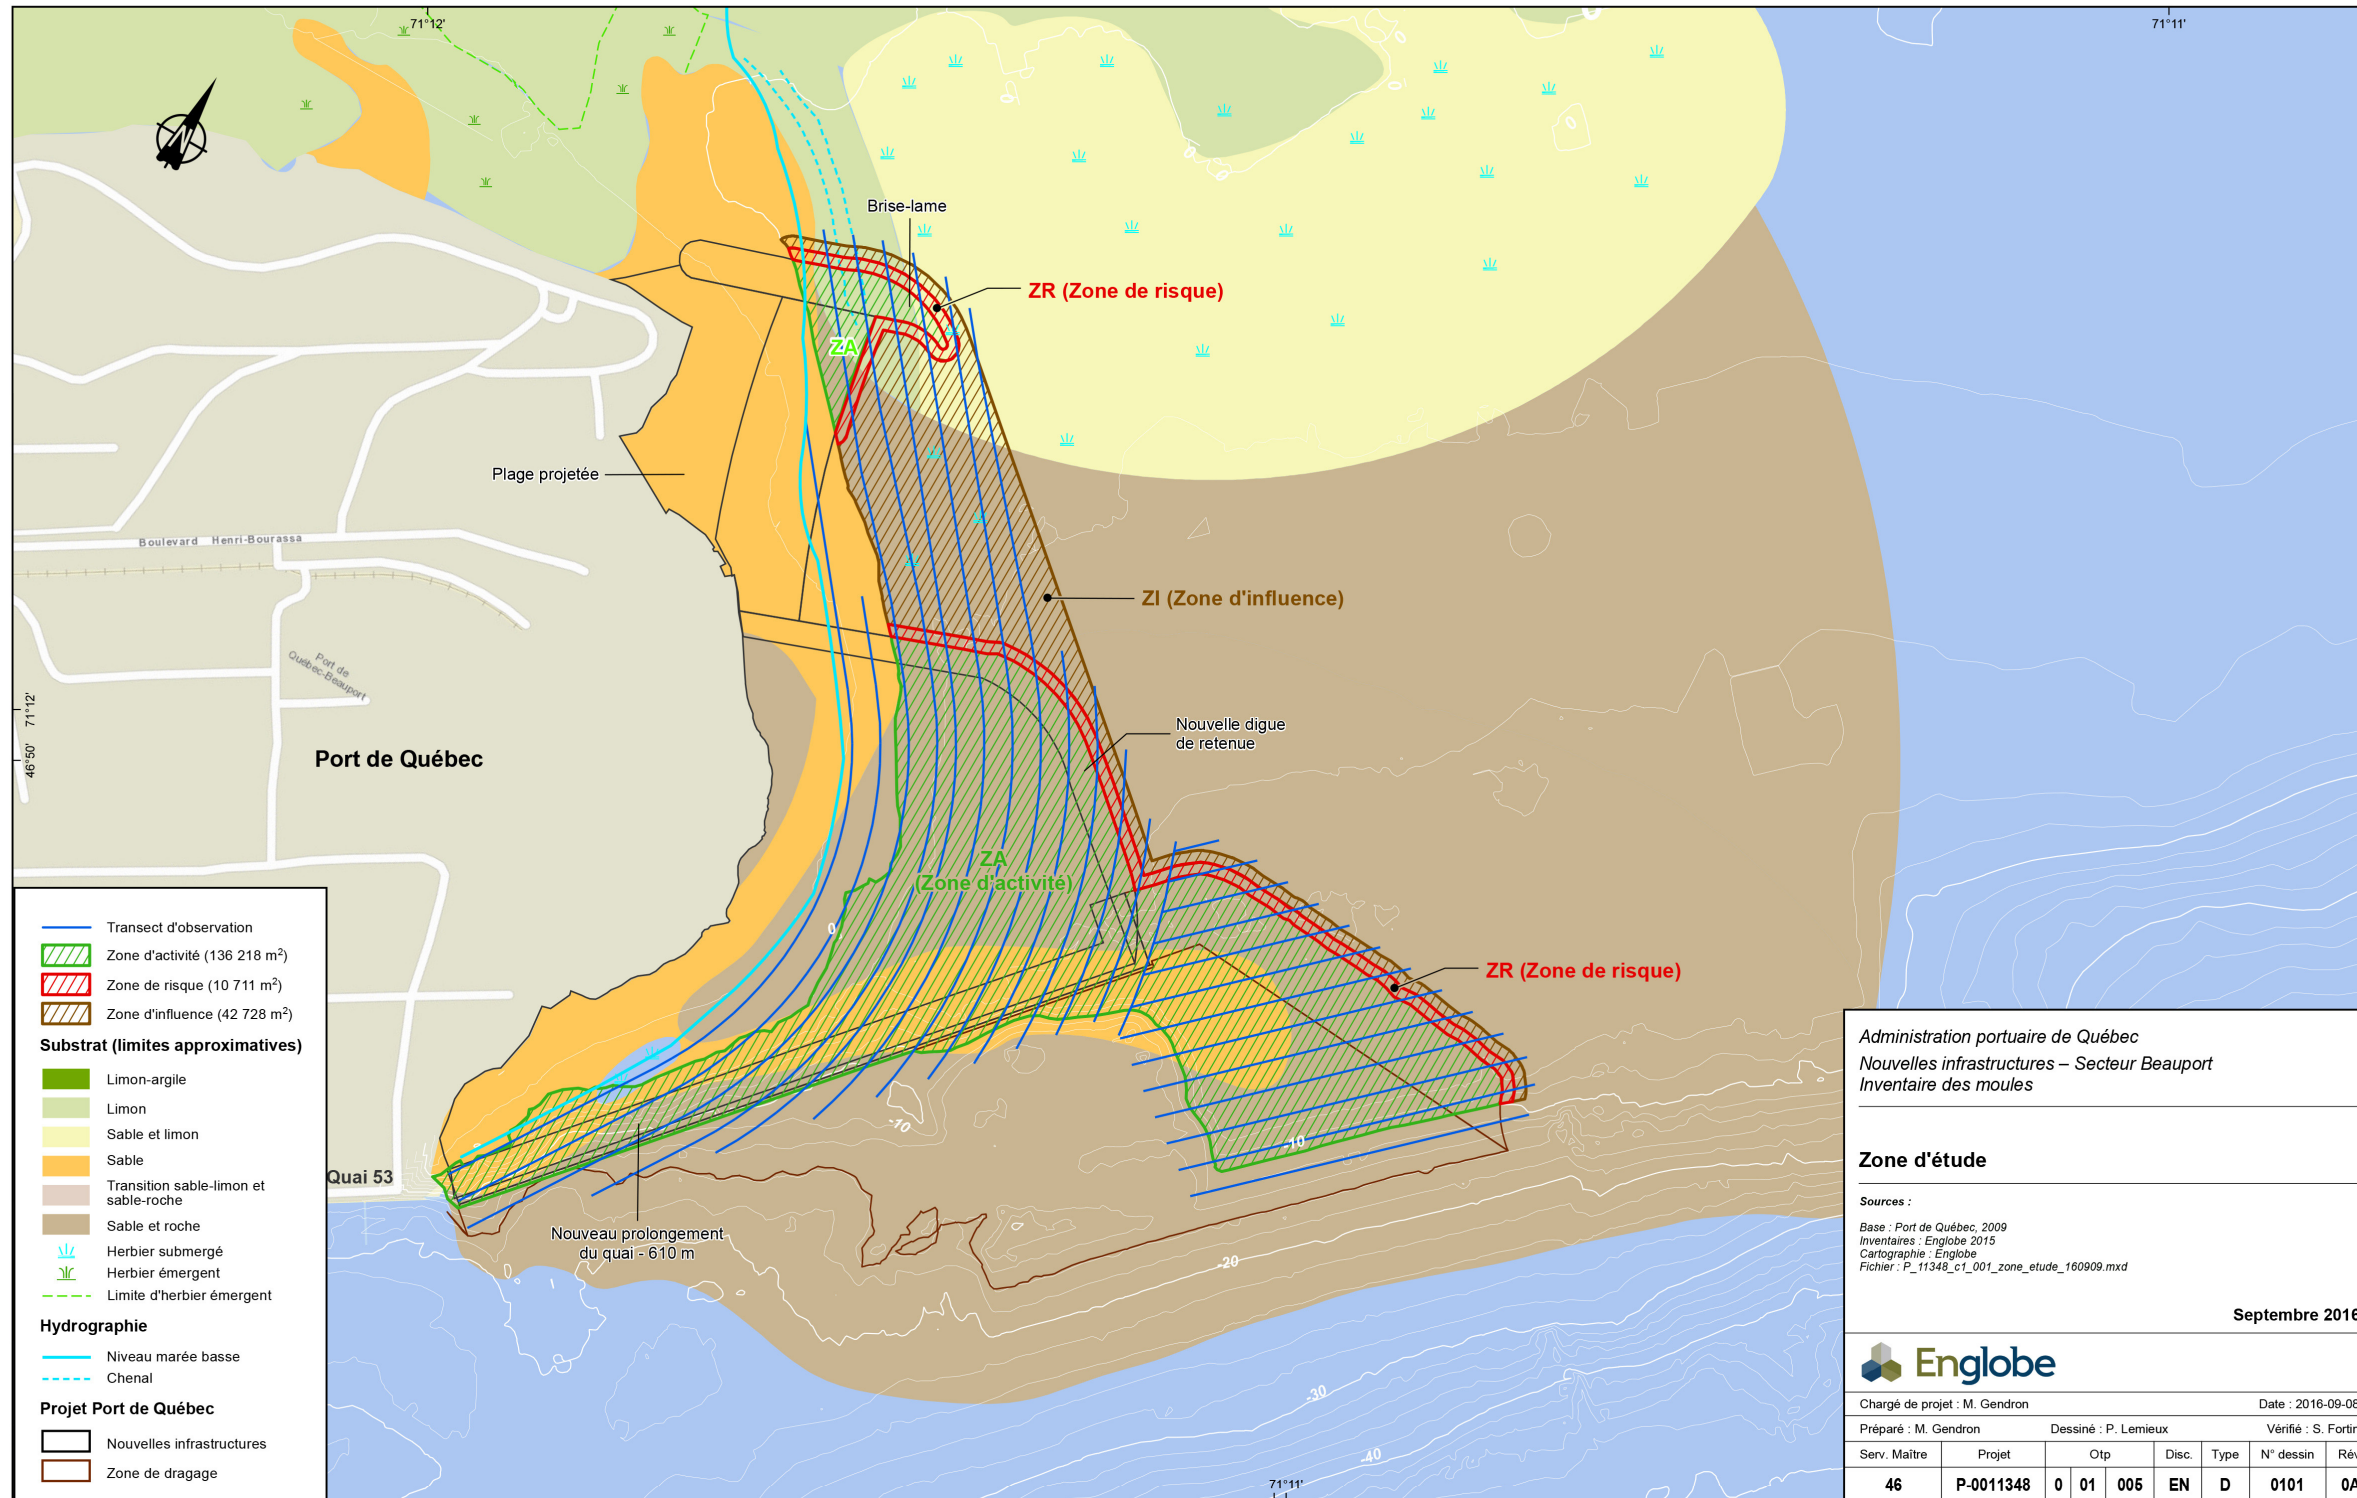 71°12'
71°11'
Brise-lame
ZR (Zone de risque)
ZA
Plage projetée
Boulevard Henri-Bourassa
ZI (Zone d'influence)
Port de
Québec-Beauport
71°12'
46°50'
Nouvelle digue
de retenue
Port de Québec
ZA
(Zone d'activité)
ZR (Zone de risque)
Quai 53
Nouveau prolongement
du quai - 610 m
0
0
0
0
0
0
0
-10
-10
-20
-30
-40
71°11'
Transect d'observation
Zone d'activité (136 218 m²)
Zone de risque (10 711 m²)
Zone d'influence (42 728 m²)
Substrat (limites approximatives)
Limon-argile
Limon
Sable et limon
Sable
Transition sable-limon et
sable-roche
Sable et roche
Herbier submergé
Herbier émergent
Limite d'herbier émergent
Hydrographie
Niveau marée basse
Chenal
Projet Port de Québec
Nouvelles infrastructures
Zone de dragage
Administration portuaire de Québec
Nouvelles infrastructures – Secteur Beauport
Inventaire des moules
Zone d'étude
Sources :
Base : Port de Québec, 2009
Inventaires : Englobe 2015
Cartographie : Englobe
Fichier : P_11348_c1_001_zone_etude_160909.mxd
Septembre 2016
Englobe
Chargé de projet : M. Gendron Date : 2016-09-08
Préparé : M. Gendron Dessiné : P. Lemieux Vérifié : S. Fortin
Serv. Maître Projet Otp Disc. Type N° dessin Rév
46 P-0011348 0 01 005 EN D 0101 0A